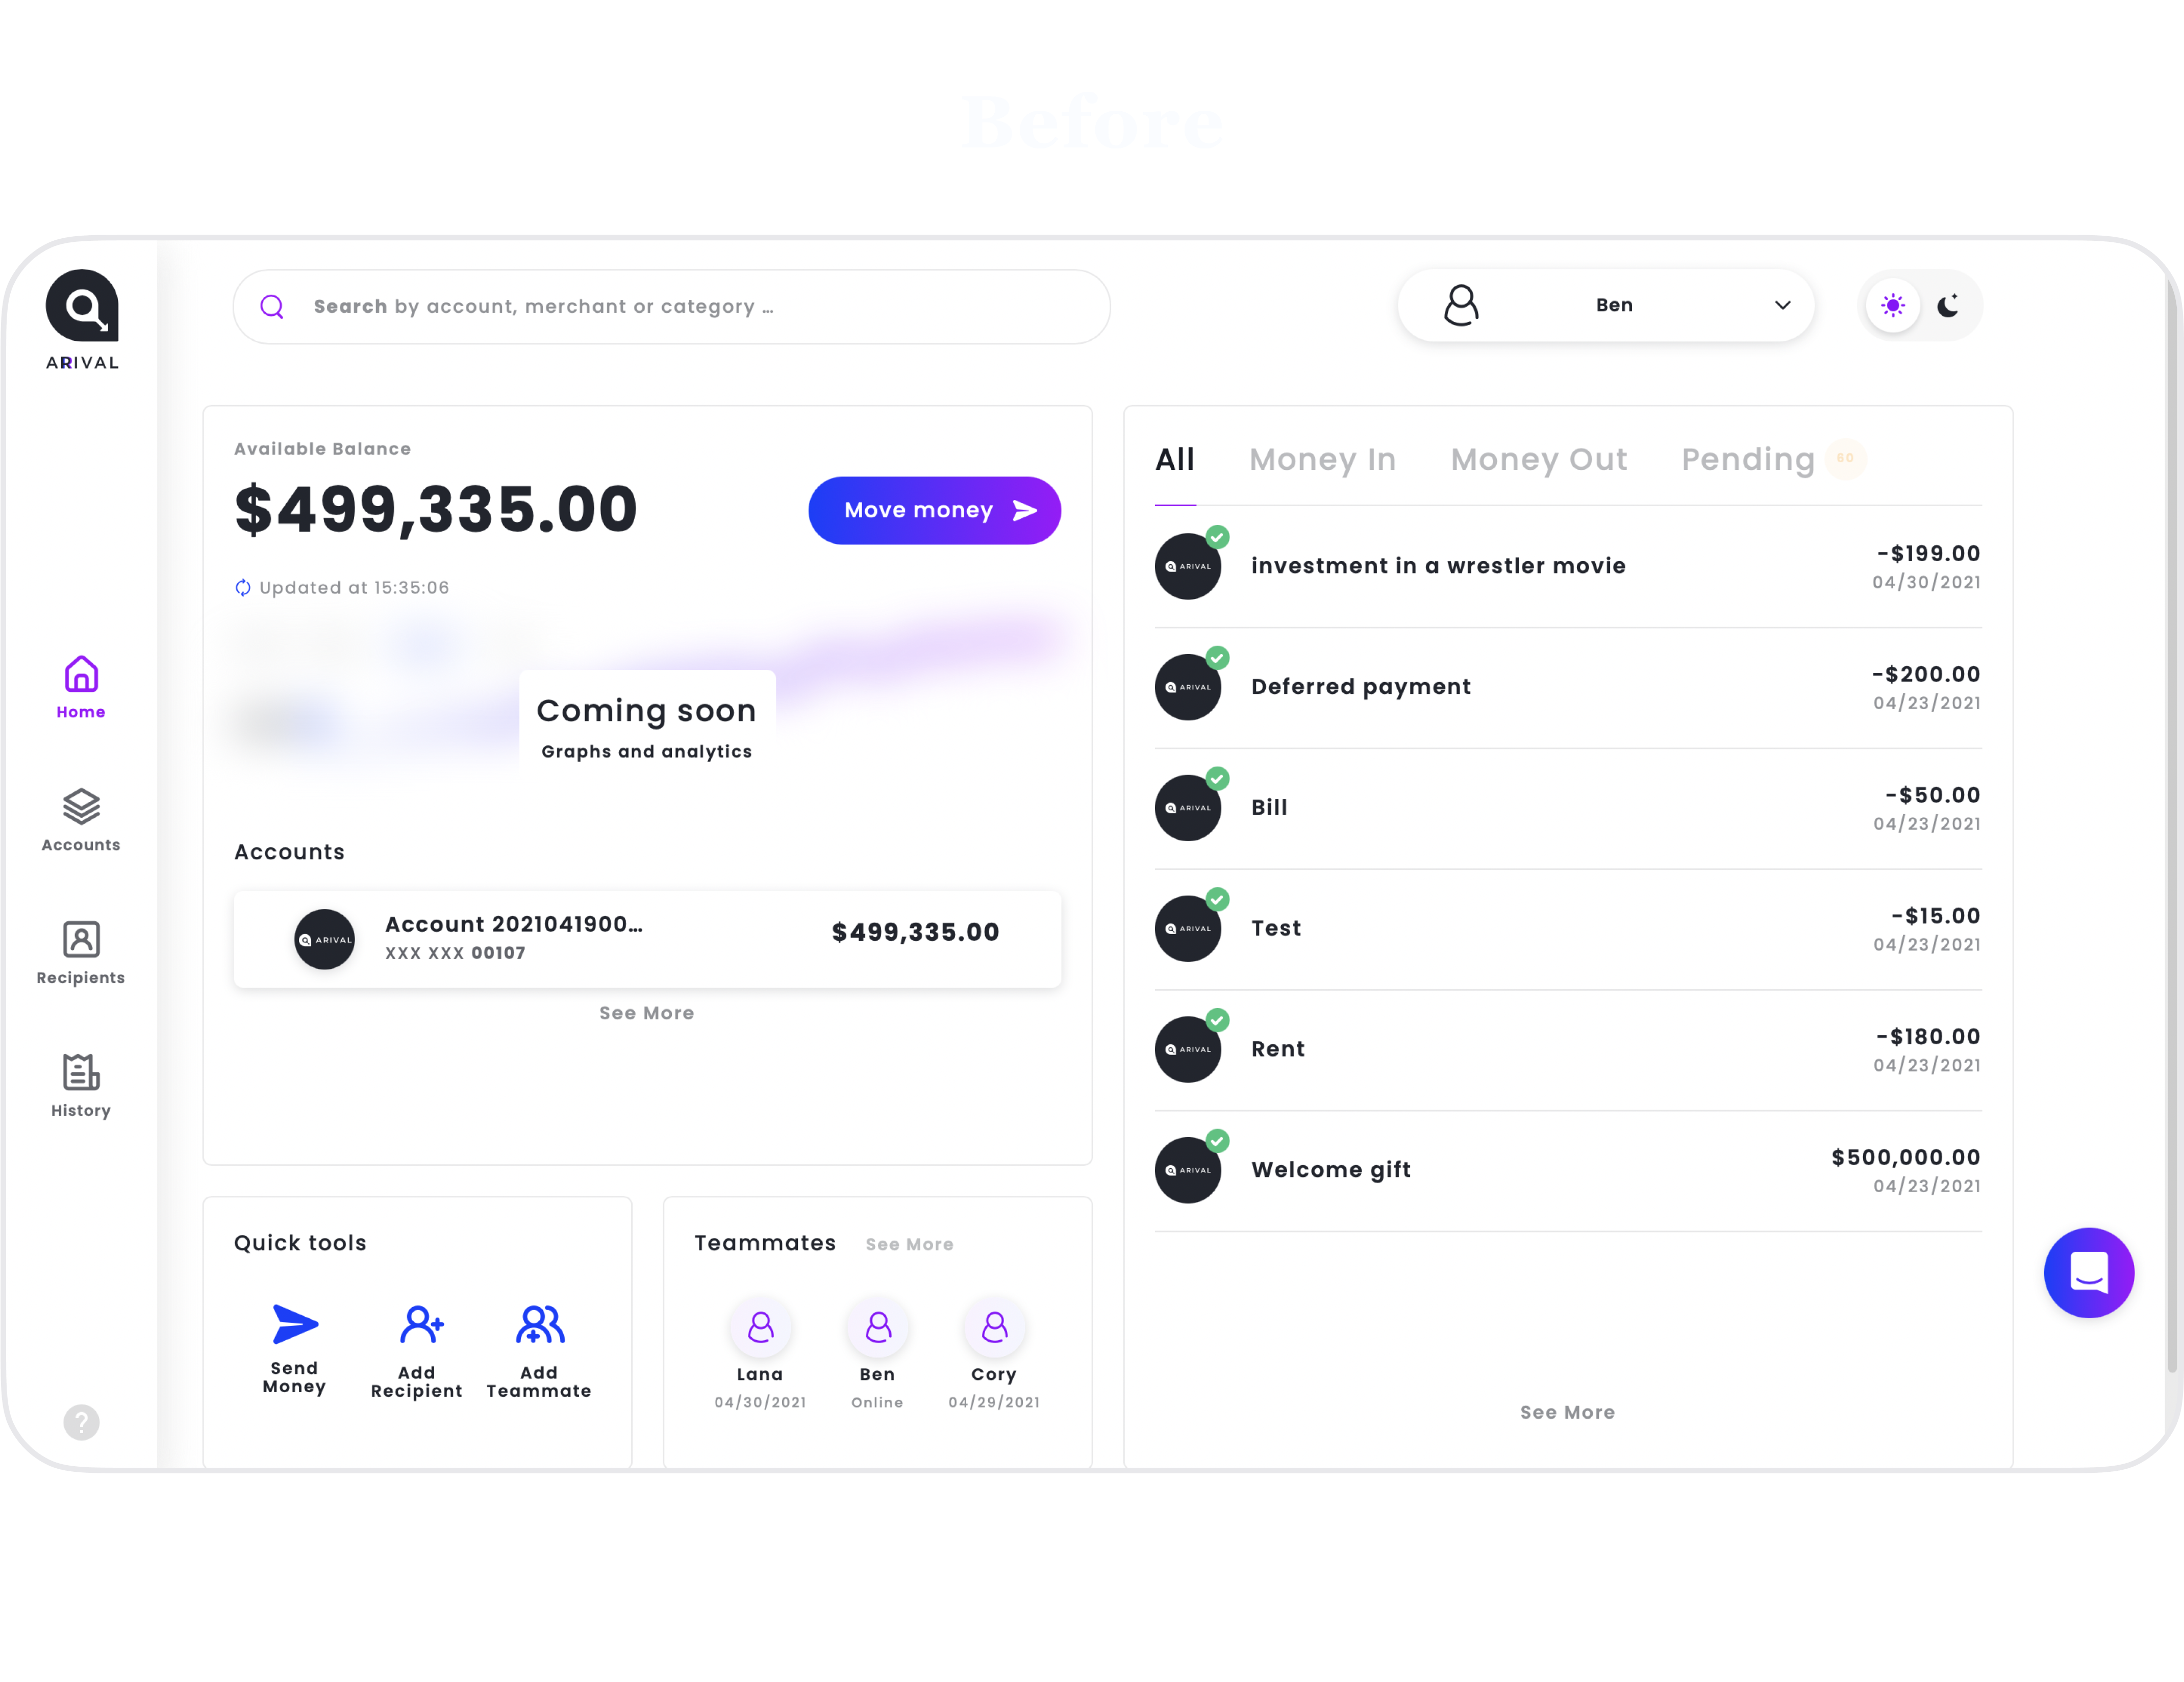 Before
ARIVAL
Search by account, merchant or category ...
Ben
Home
Accounts
Recipients
History
?
Available Balance
$499,335.00
Move money
Updated at 15:35:06
Coming soon
Graphs and analytics
Accounts
ARIVAL
Account 2021041900...
XXX XXX 00107
$499,335.00
See More
Quick tools
Send
Money
Add
Recipient
Add
Teammate
Teammates See More
Lana
04/30/2021
Ben
Online
Cory
04/29/2021
All Money In Money Out Pending 60
ARIVAL
investment in a wrestler movie
-$199.00
04/30/2021
ARIVAL
Deferred payment
-$200.00
04/23/2021
ARIVAL
Bill
-$50.00
04/23/2021
ARIVAL
Test
-$15.00
04/23/2021
ARIVAL
Rent
-$180.00
04/23/2021
ARIVAL
Welcome gift
$500,000.00
04/23/2021
See More